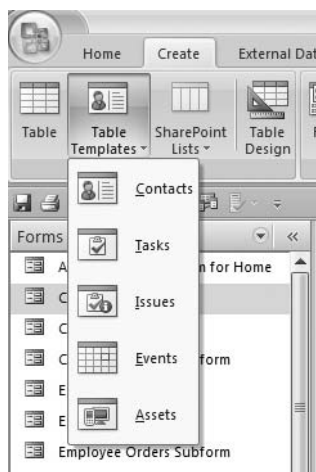 Home Create External Dat
Table Table Templates SharePoint Lists Table Design
Contacts
Tasks
Issues
Events
Assets
Forms
A n for Home
C
C
C form
E
E
Employee Orders Subform